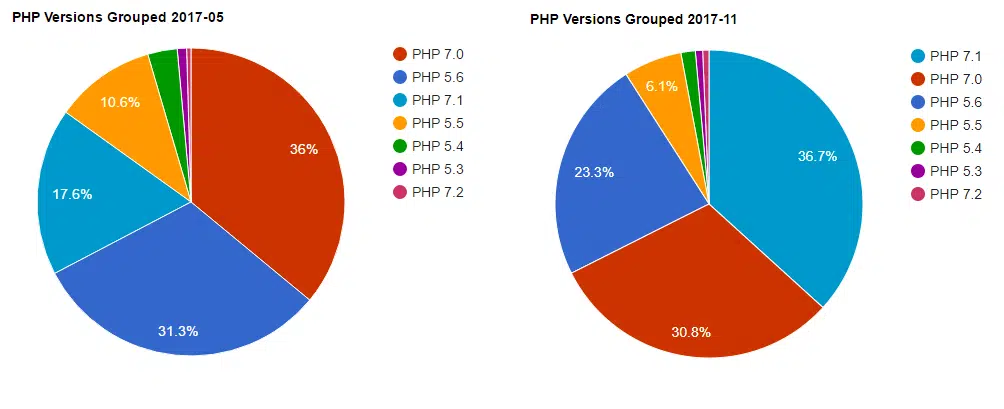 PHP Versions Grouped 2017-05
PHP 7.0
PHP 5.6
PHP 7.1
PHP 5.5
PHP 5.4
PHP 5.3
PHP 7.2
10.6%
36%
17.6%
31.3%
PHP Versions Grouped 2017-11
PHP 7.1
PHP 7.0
PHP 5.6
PHP 5.5
PHP 5.4
PHP 5.3
PHP 7.2
6.1%
36.7%
23.3%
30.8%